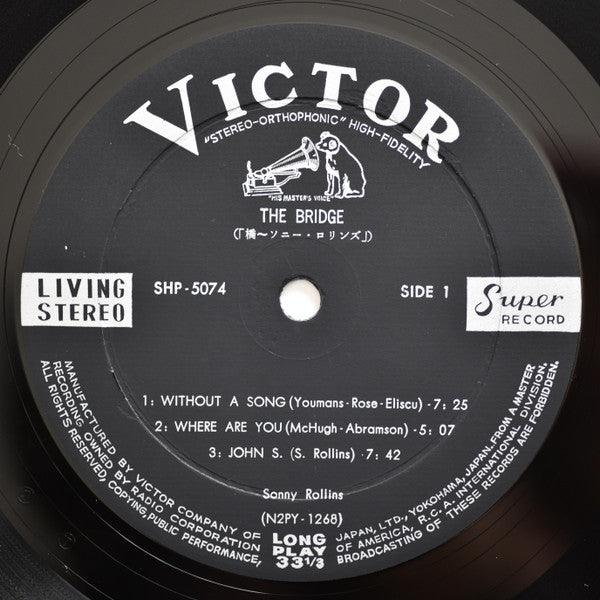 VICTOR
"STEREO-ORTHOPHONIC" HIGH-FIDELITY
"HIS MASTER'S VOICE"
THE BRIDGE
(「橋～ソニー・ロリンズ」)
LIVING
STEREO
SHP-5074
SIDE 1
Super
RECORD
1: WITHOUT A SONG (Youmans-Rose-Eliscu) - 7: 25
2: WHERE ARE YOU (McHugh-Abramson) - 5: 07
3: JOHN S. (S. Rollins) - 7: 42
Sonny Rollins
(N2PY-1268)
LONG
PLAY
33 1/3
MANUFACTURED BY VICTOR COMPANY OF
RECORDING OWNED BY RADIO CORPORATION
ALL RIGHTS RESERVED, COPYING, PUBLIC PERFORMANCE,
JAPAN, LTD., YOKOHAMA, JAPAN. FROM A MASTER
OF AMERICA, R.C.A. INTERNATIONAL DIVISION.
BROADCASTING OF THESE RECORDS ARE FORBIDDEN.